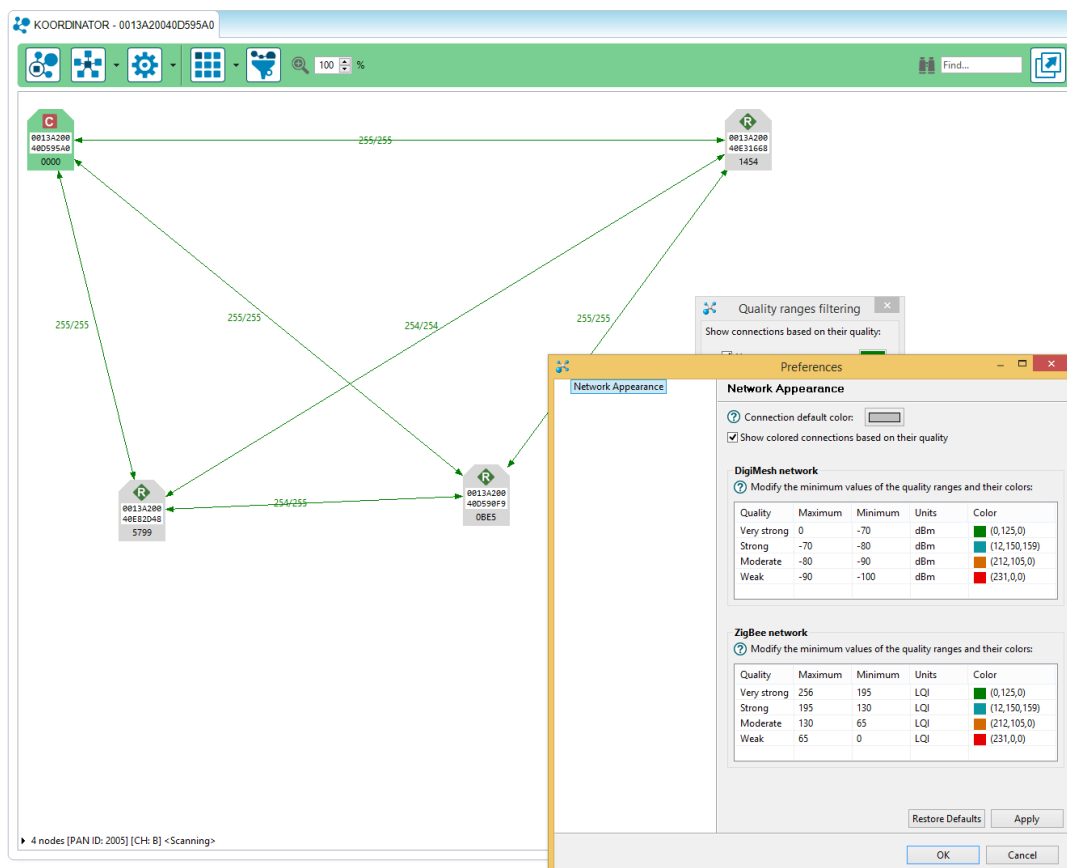 KOORDINATOR - 0013A20040D595A0
100 %
Find...
C
0013A200
40D595A0
0000
255/255
R
0013A200
40E31668
1454
255/255
255/255
254/254
255/255
Quality ranges filtering
Show connections based on their quality:
R
0013A200
40E82D48
5799
254/255
R
0013A200
40D590F9
0BE5
Preferences
Network Appearance
Network Appearance
Connection default color:
Show colored connections based on their quality
DigiMesh network
Modify the minimum values of the quality ranges and their colors:
Quality Maximum Minimum Units Color
Very strong 0 -70 dBm (0,125,0)
Strong -70 -80 dBm (12,150,159)
Moderate -80 -90 dBm (212,105,0)
Weak -90 -100 dBm (231,0,0)
ZigBee network
Modify the minimum values of the quality ranges and their colors:
Quality Maximum Minimum Units Color
Very strong 256 195 LQI (0,125,0)
Strong 195 130 LQI (12,150,159)
Moderate 130 65 LQI (212,105,0)
Weak 65 0 LQI (231,0,0)
Restore Defaults Apply
OK Cancel
4 nodes [PAN ID: 2005] [CH: B] <Scanning>